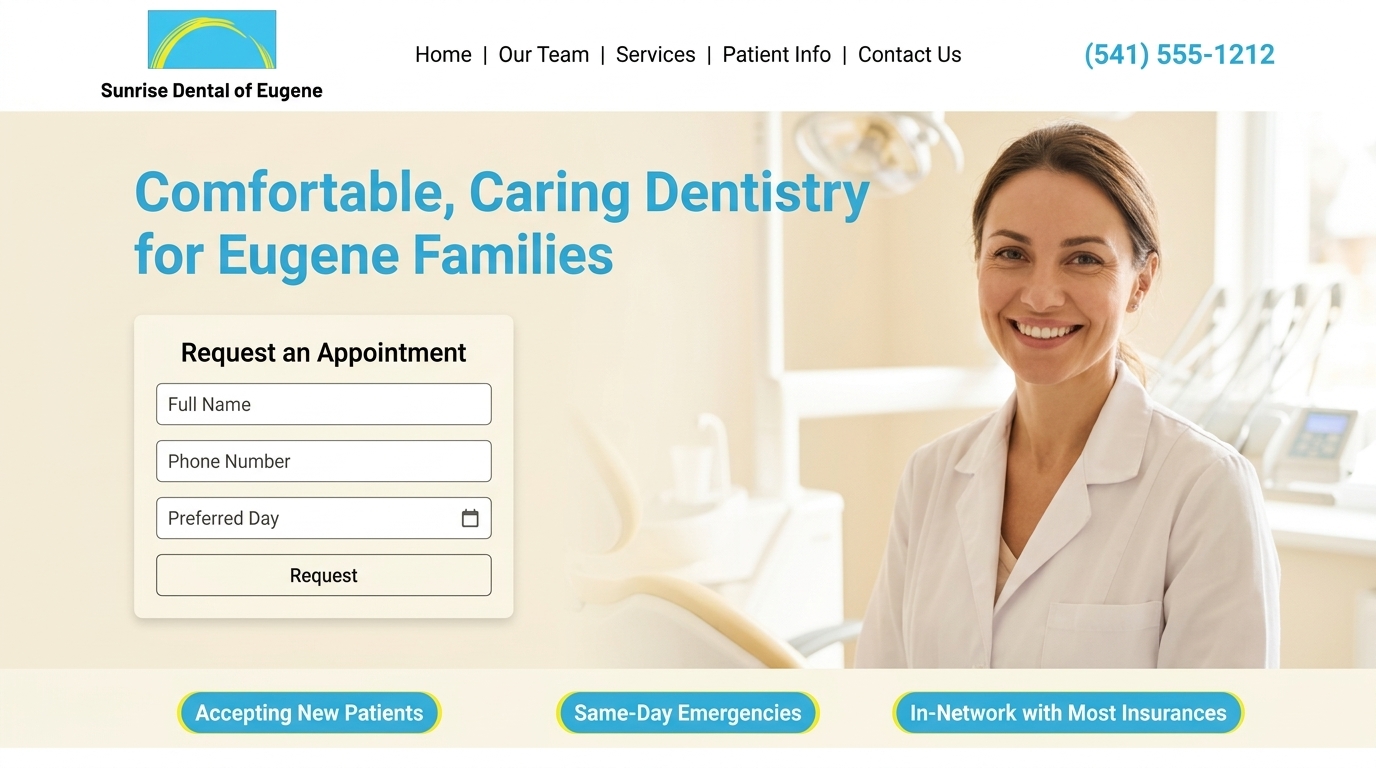 Sunrise Dental of Eugene
Home | Our Team | Services | Patient Info | Contact Us
(541) 555-1212
Comfortable, Caring Dentistry
for Eugene Families
Request an Appointment
Full Name
Phone Number
Preferred Day
Request
Accepting New Patients
Same-Day Emergencies
In-Network with Most Insurances